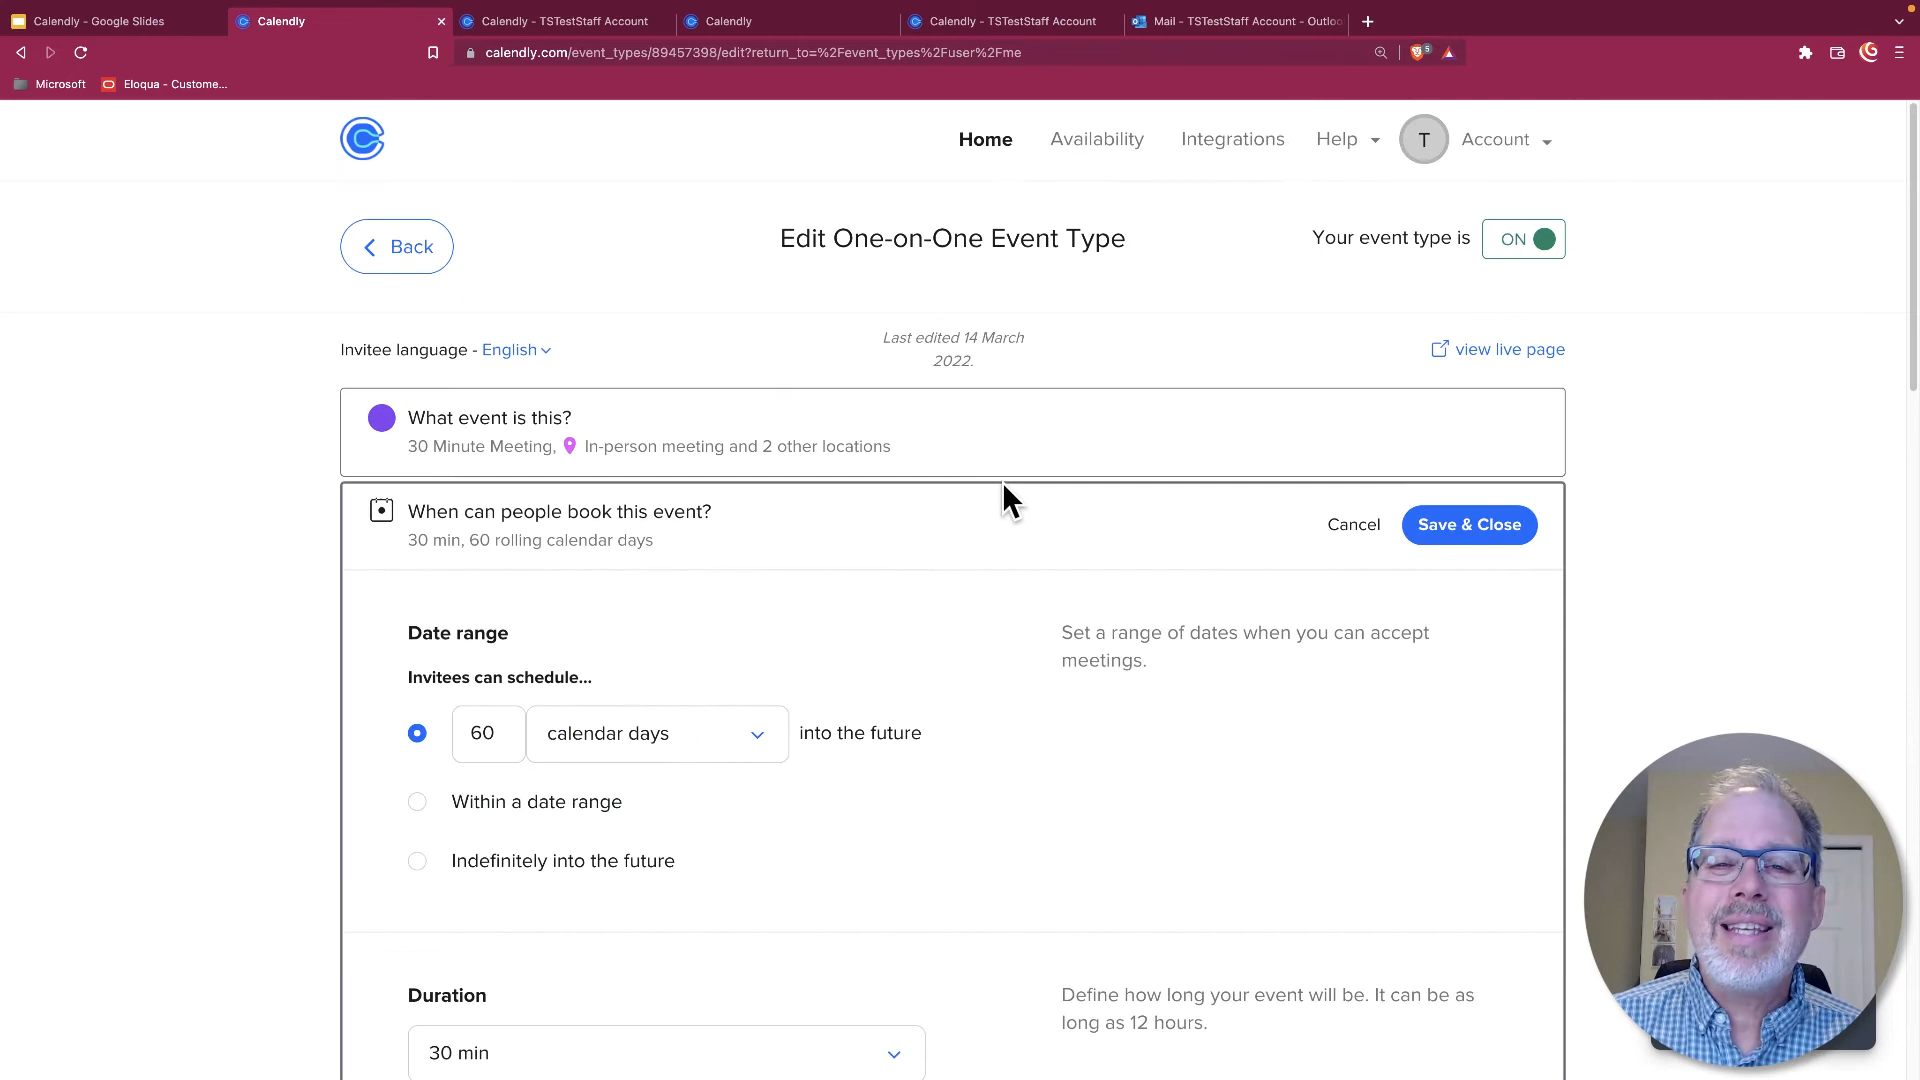 Calendly - Google Slides
Calendly
Calendly - TSTestStaff Account
Calendly
Calendly - TSTestStaff Account
Mail - TSTestStaff Account - Outlo
calendly.com/event_types/89457398/edit?return_to=%2Fevent_types%2Fuser%2Fme
5
Microsoft
Eloqua - Custome...
Home
Availability
Integrations
Help
T
Account
Back
Edit One-on-One Event Type
Your event type is
ON
Invitee language - English
Last edited 14 March
2022.
view live page
What event is this?
30 Minute Meeting, In-person meeting and 2 other locations
When can people book this event?
30 min, 60 rolling calendar days
Cancel
Save & Close
Date range
Set a range of dates when you can accept
meetings.
Invitees can schedule...
60 calendar days into the future
Within a date range
Indefinitely into the future
Duration
Define how long your event will be. It can be as
long as 12 hours.
30 min